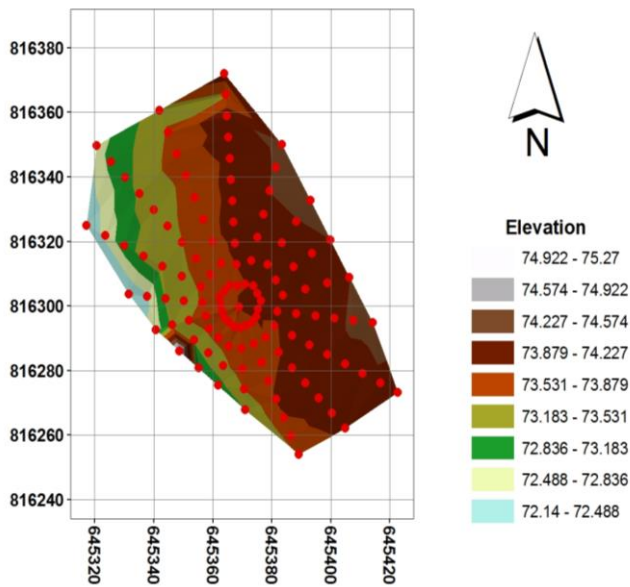 816380
816360
816340
816320
816300
816280
816260
816240
645320
645340
645360
645380
645400
645420
N
Elevation
74.922 - 75.27
74.574 - 74.922
74.227 - 74.574
73.879 - 74.227
73.531 - 73.879
73.183 - 73.531
72.836 - 73.183
72.488 - 72.836
72.14 - 72.488